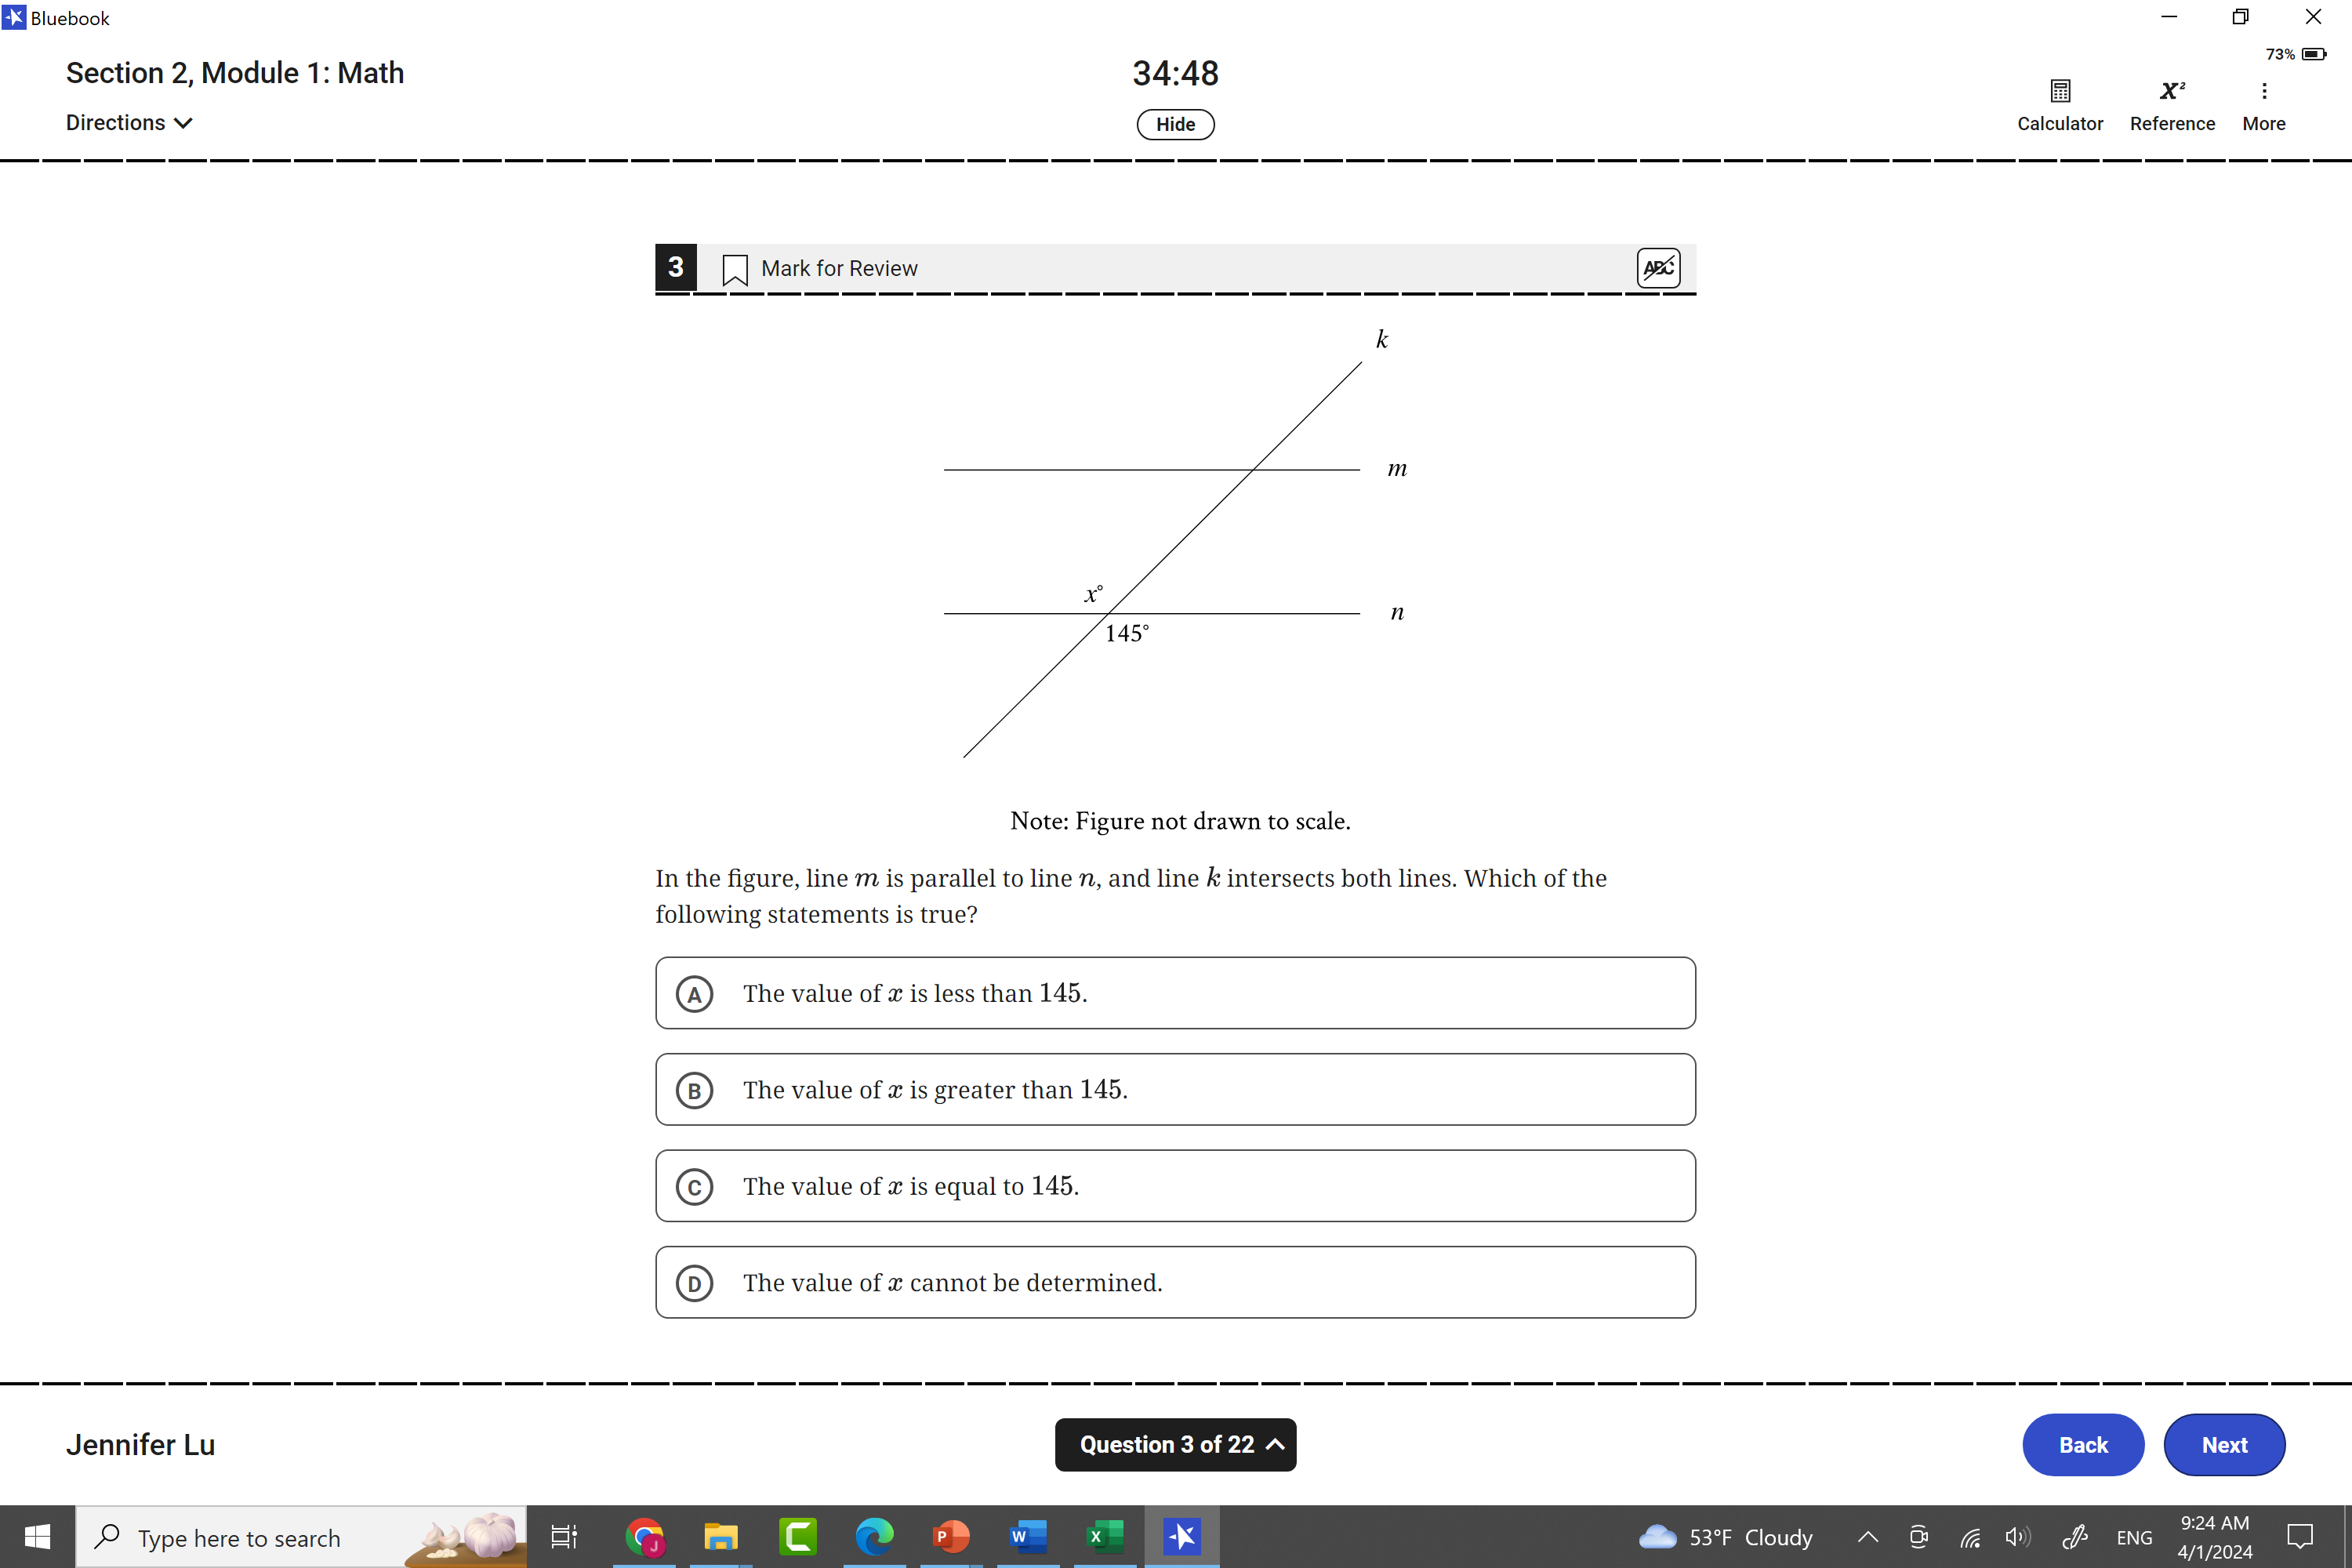 Bluebook
73%
Section 2, Module 1: Math
34:48
Directions
Hide
Calculator
Reference
More
3
Mark for Review
ABC
k
m
x°
n
145°
Note: Figure not drawn to scale.
In the figure, line m is parallel to line n, and line k intersects both lines. Which of the
following statements is true?
A The value of x is less than 145.
B The value of x is greater than 145.
C The value of x is equal to 145.
D The value of x cannot be determined.
Jennifer Lu
Question 3 of 22
Back
Next
Type here to search
53°F Cloudy
ENG
9:24 AM
4/1/2024